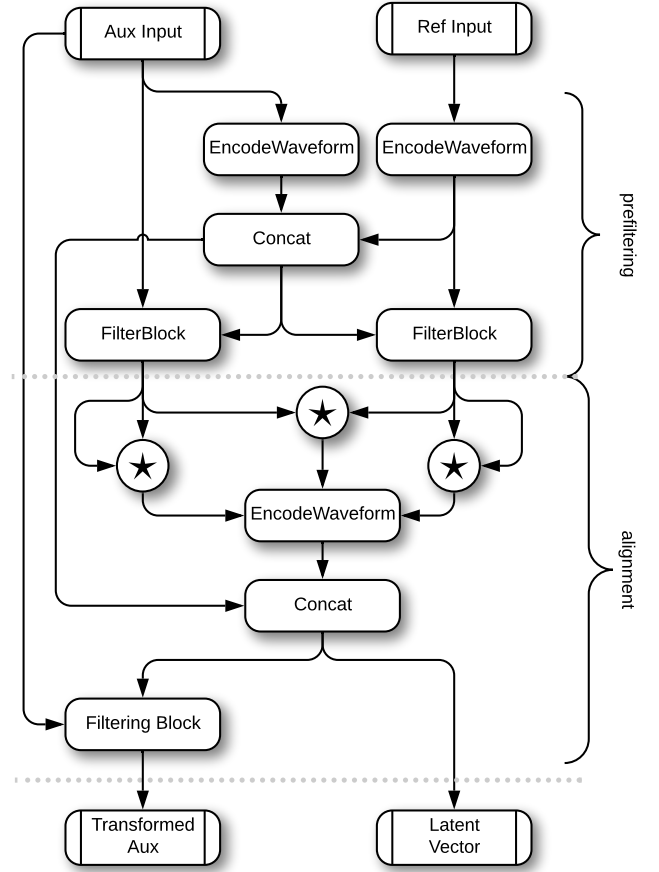 Aux Input
Ref Input
EncodeWaveform
EncodeWaveform
prefiltering
Concat
FilterBlock
FilterBlock
EncodeWaveform
alignment
Concat
Filtering Block
Transformed
Aux
Latent
Vector